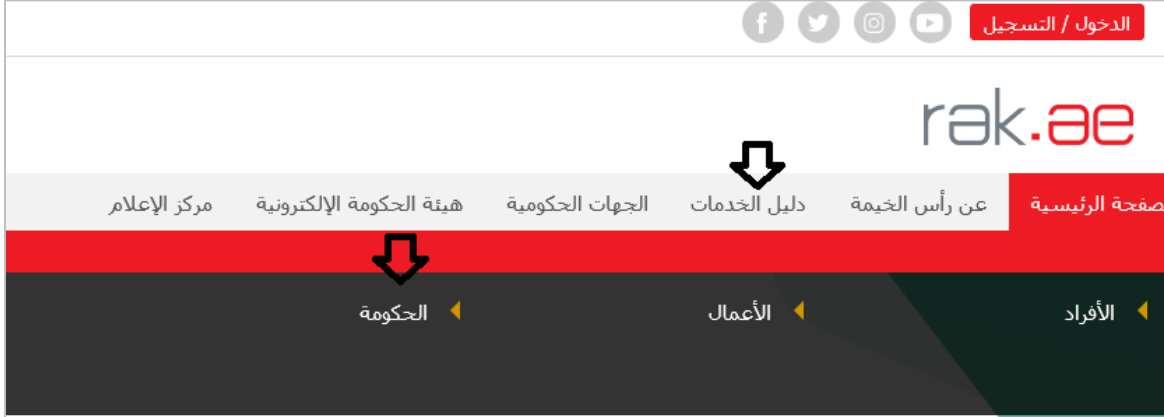 الدخول / التسجيل
rak.ae
صفحة الرئيسية عن رأس الخيمة دليل الخدمات الجهات الحكومية هيئة الحكومة الإلكترونية مركز الإعلام
الأفراد الأعمال الحكومة